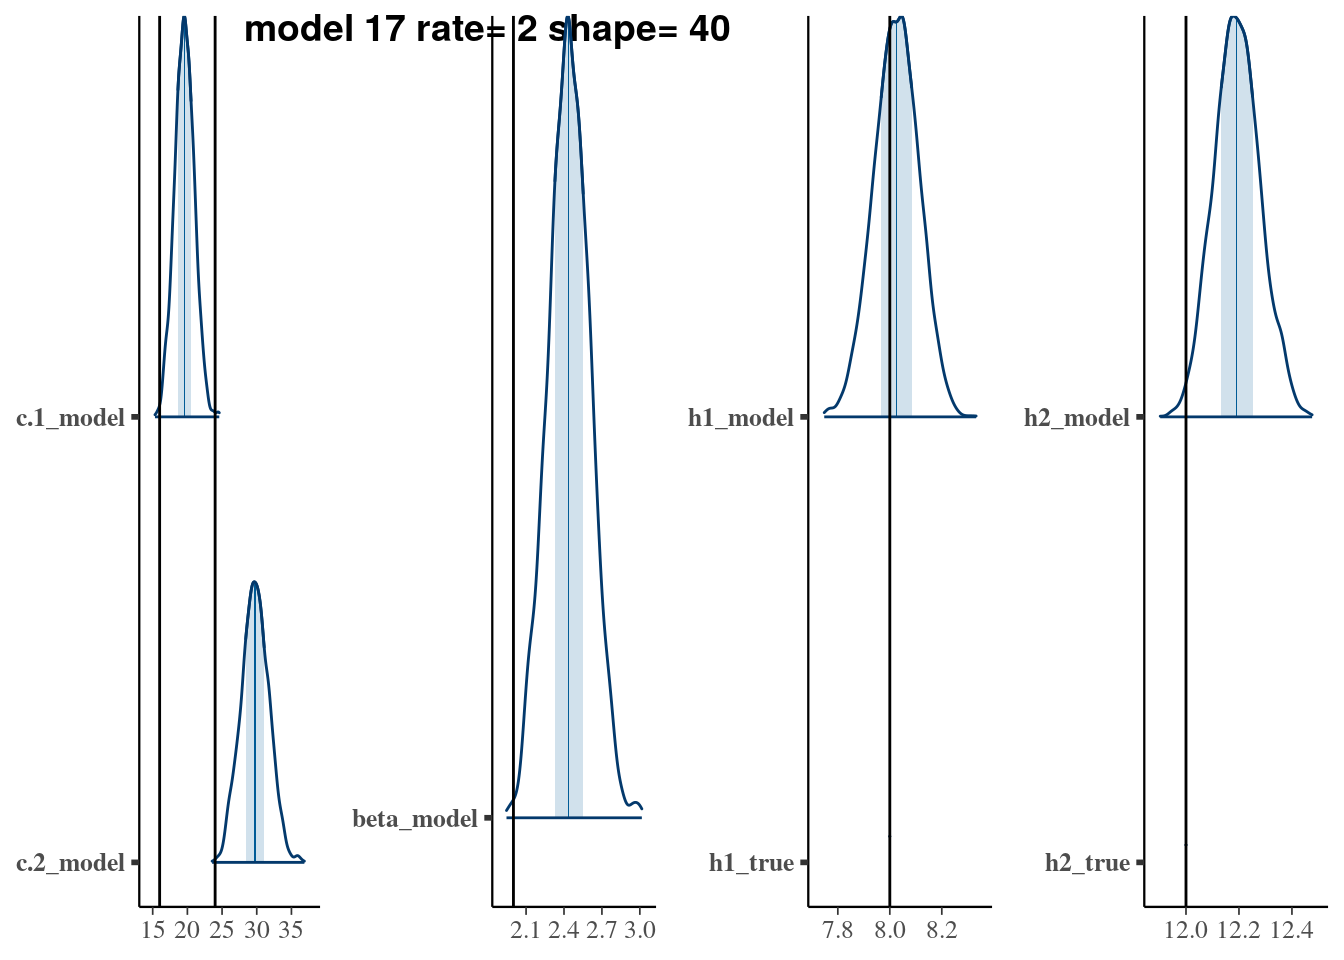 model 17 rate= 2 shape= 40
c.1_model
c.2_model
15 20 25 30 35
beta_model
2.1 2.4 2.7 3.0
h1_model
h1_true
7.8 8.0 8.2
h2_model
h2_true
12.0 12.2 12.4